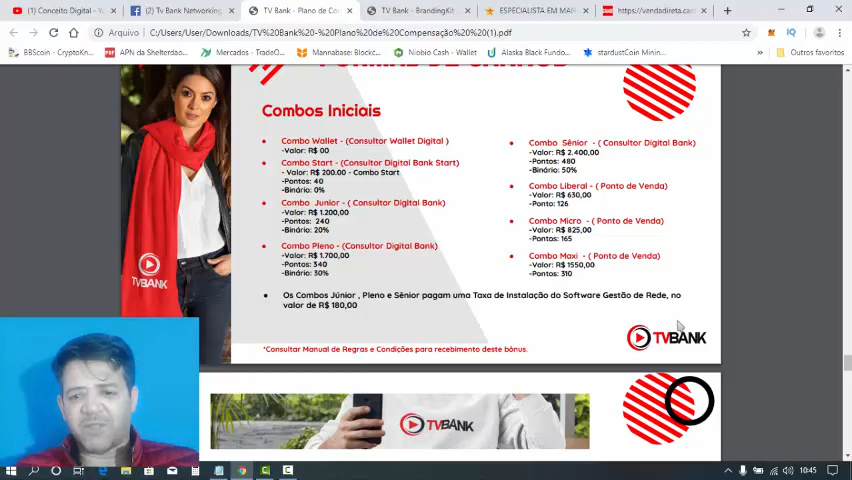 (1) Conceito Digital - W
(2) Tv Bank Networking
TV Bank - Plano de Co
TV Bank - BrandingKit
ESPECIALISTA EM MAR
https://vendadireta.cai
Arquivo
C:/Users/User/Downloads/TV%20Bank%20-%20Plano%20de%20Compensação%20%20(1).pdf
BBScoin - CryptoKn...
APN da Shelterdao...
Mercados - TradeO...
Mannabase: Blockc...
Nióbio Cash - Wallet
Aluska Black Fundo...
stardustCoin Minin...
Outros favoritos
Combos Iniciais
Combo Wallet - (Consultor Wallet Digital )
-Valor: R$ 00
Combo Start - (Consultor Digital Bank Start)
- Valor: R$ 200.00 - Combo Start
-Pontos: 40
-Binário: 0%
Combo Junior - ( Consultor Digital Bank)
-Valor: R$ 1.200,00
-Pontos: 240
-Binário: 20%
Combo Pleno - (Consultor Digital Bank)
-Valor: R$ 1.700,00
-Pontos: 340
-Binário: 30%
Combo Sênior - ( Consultor Digital Bank)
-Valor: R$ 2.400,00
-Pontos: 480
-Binário: 50%
Combo Liberal - ( Ponto de Venda)
-Valor: R$ 630,00
-Ponto: 126
Combo Micro - ( Ponto de Venda)
-Valor: R$ 825,00
-Ponto: 165
Combo Maxi - ( Ponto de Venda)
-Valor: R$ 1550,00
-Ponto: 310
Os Combos Júnior , Pleno e Sênior pagam uma Taxa de Instalação do Software Gestão de Rede, no
valor de R$ 180,00
TVBANK
TVBANK
*Consultar Manual de Regras e Condições para recebimento deste bônus.
TVBANK
10:45